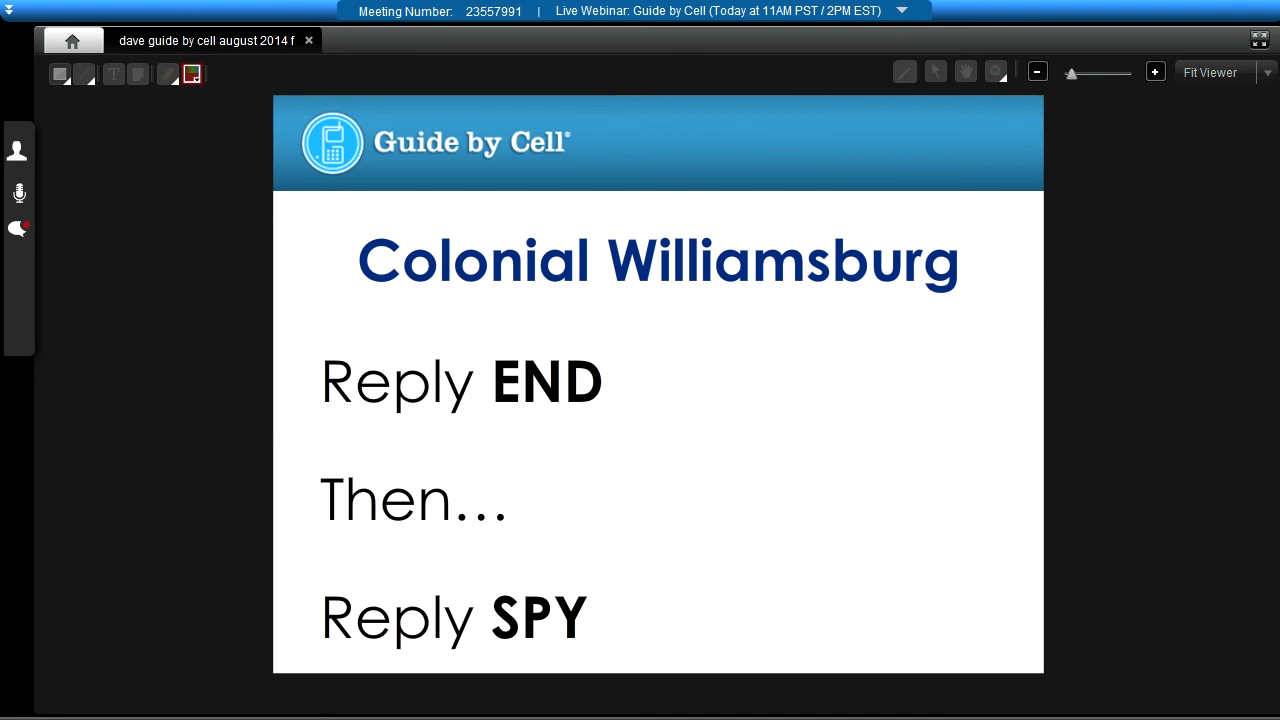 Meeting Number: 23557991 | Live Webinar: Guide by Cell (Today at 11AM PST / 2PM EST)
dave guide by cell august 2014 f ×
T
- + Fit Viewer
Guide by Cell®
Colonial Williamsburg
Reply END
Then…
Reply SPY